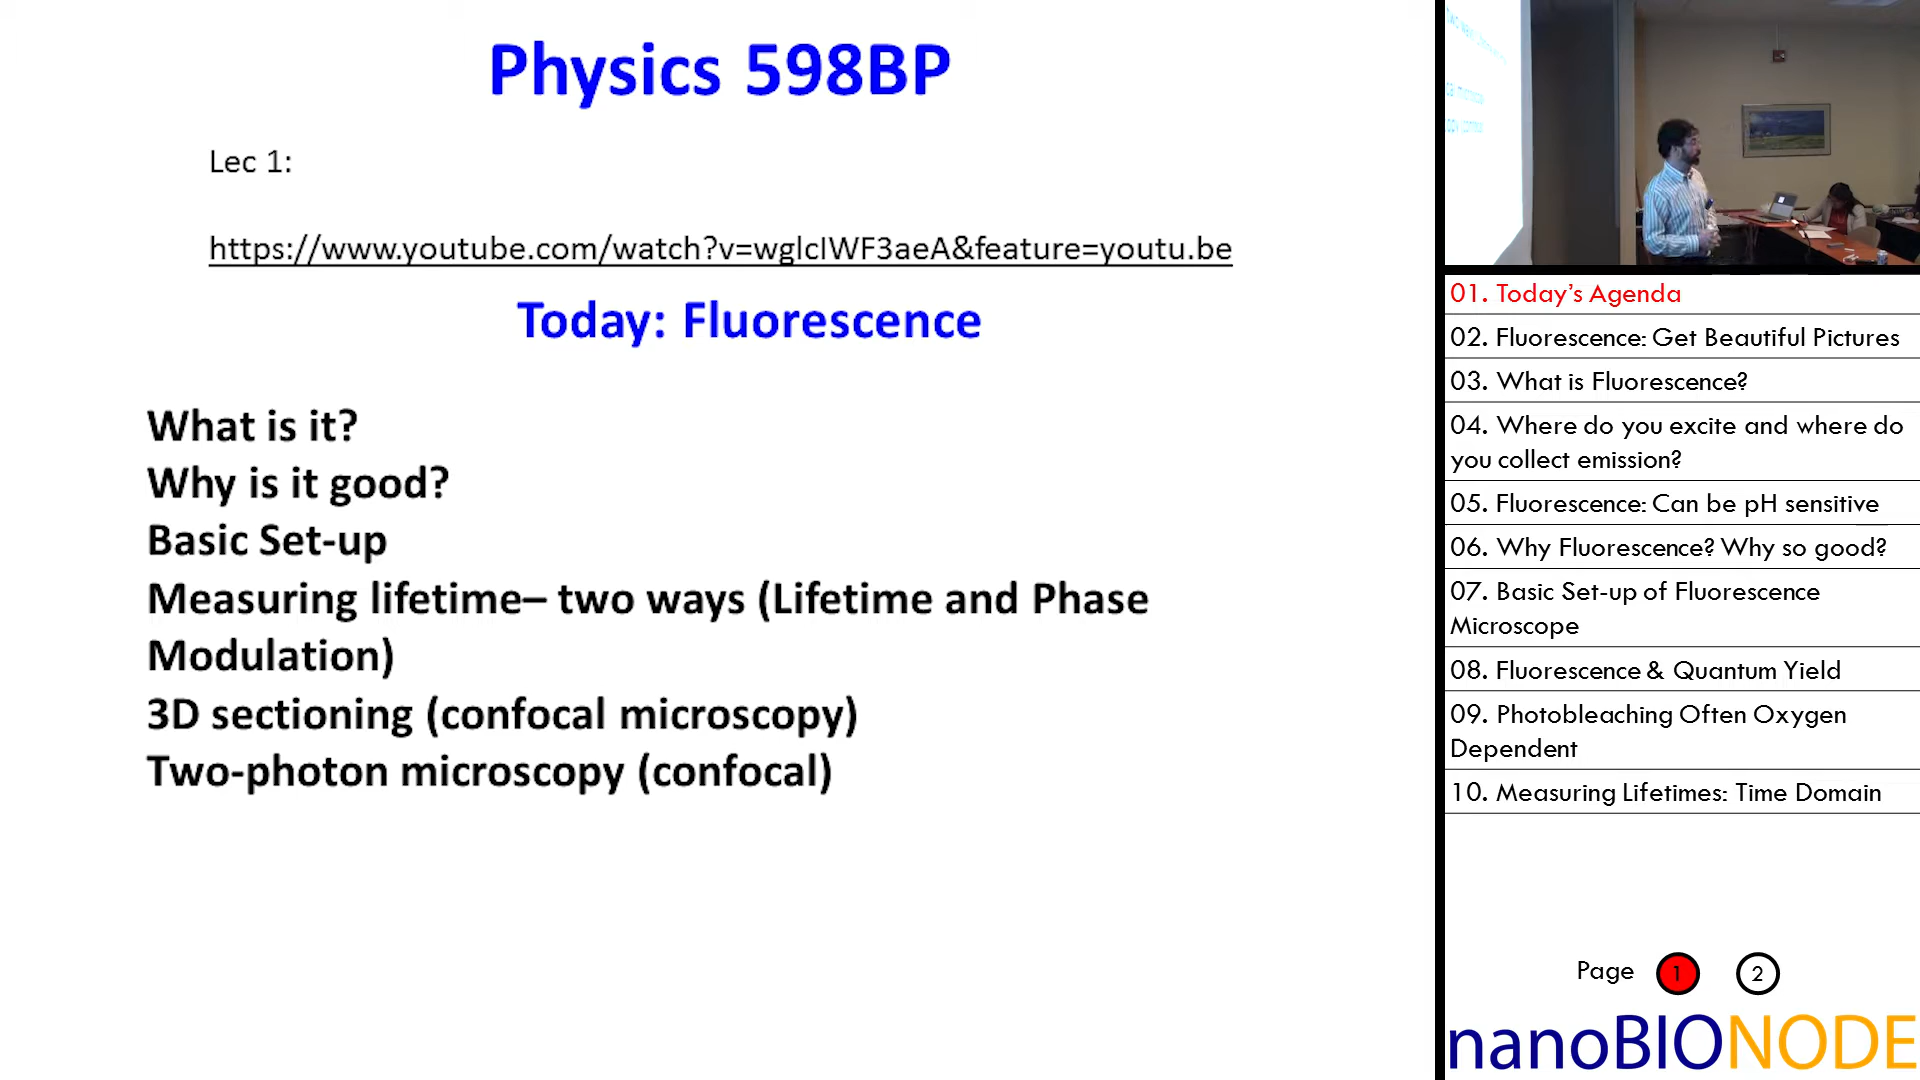 Physics 598BP
Lec 1:
https://www.youtube.com/watch?v=wglcIWF3aeA&feature=youtu.be
Today: Fluorescence
What is it?
Why is it good?
Basic Set-up
Measuring lifetime– two ways (Lifetime and Phase
Modulation)
3D sectioning (confocal microscopy)
Two-photon microscopy (confocal)
01. Today’s Agenda
02. Fluorescence: Get Beautiful Pictures
03. What is Fluorescence?
04. Where do you excite and where do
you collect emission?
05. Fluorescence: Can be pH sensitive
06. Why Fluorescence? Why so good?
07. Basic Set-up of Fluorescence
Microscope
08. Fluorescence & Quantum Yield
09. Photobleaching Often Oxygen
Dependent
10. Measuring Lifetimes: Time Domain
Page 1 2
nanoBIONODE